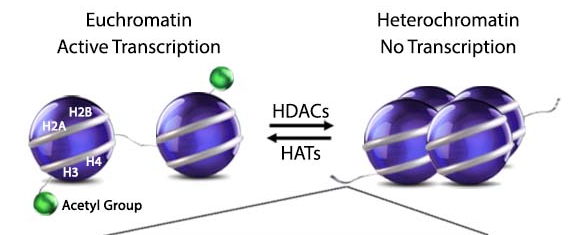 Euchromatin
Active Transcription
Heterochromatin
No Transcription
H2B
H2A
H4
H3
Acetyl Group
HDACs
HATs